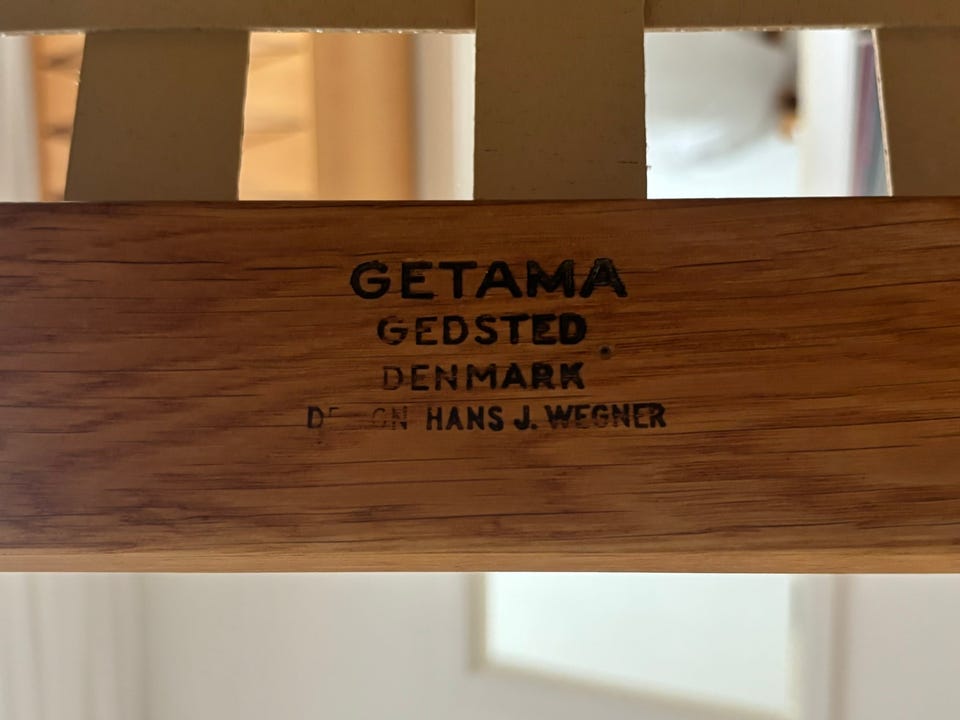 GETAMA
GEDSTED
DENMARK
HANS J. WEGNER